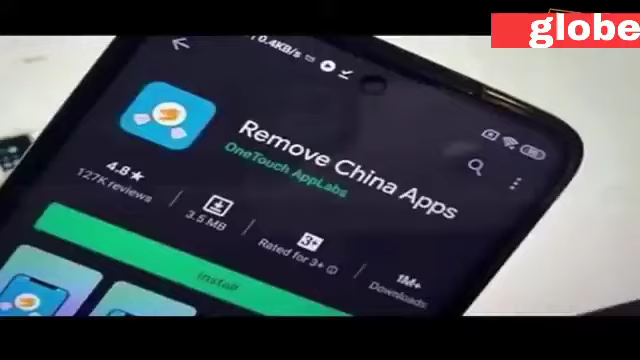 globe
0.4KB/s
Remove China Apps
OneTouch AppLabs
4.8★
127K reviews
3.5 MB
3+
Rated for 3+
1M+
Downloads
Install